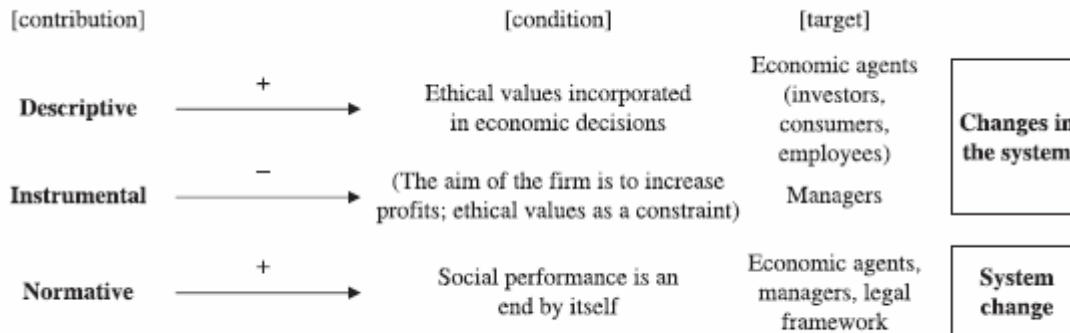 [contribution] [condition] [target]
+
Descriptive
Ethical values incorporated
in economic decisions
Economic agents
(investors,
consumers,
employees)
Changes in
the system
−
Instrumental
(The aim of the firm is to increase
profits; ethical values as a constraint)
Managers
+
Normative
Social performance is an
end by itself
Economic agents,
managers, legal
framework
System
change